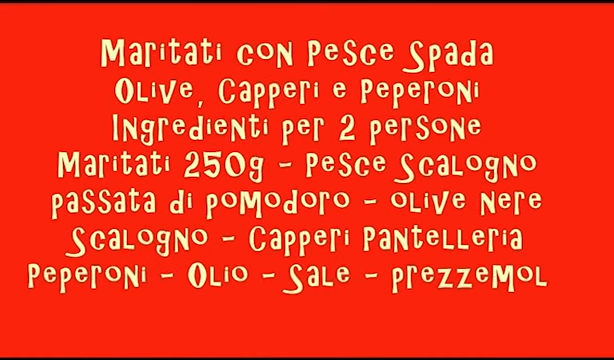 Maritati con Pesce Spada
Olive, Capperi e Peperoni
Ingredienti per 2 persone
Maritati 250g - Pesce Scalogno
passata di pomodoro - olive nere
Scalogno - Capperi Pantelleria
Peperoni - Olio - Sale - prezzemol